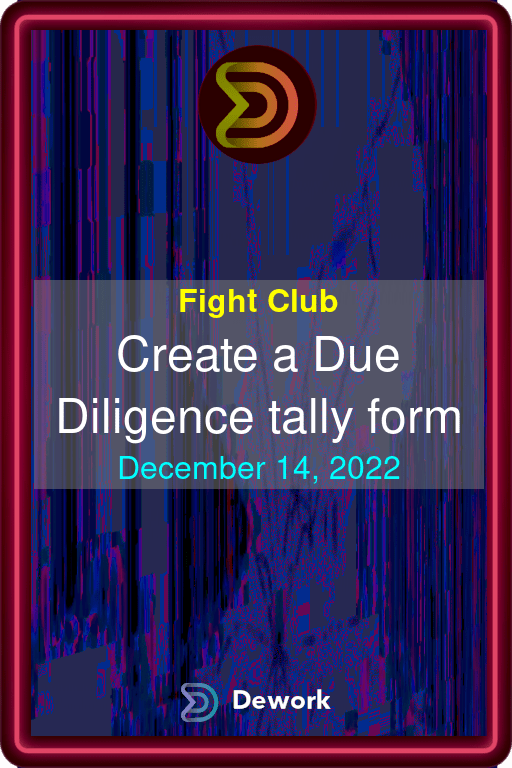 Fight Club
Create a Due
Diligence tally form
December 14, 2022
Dework